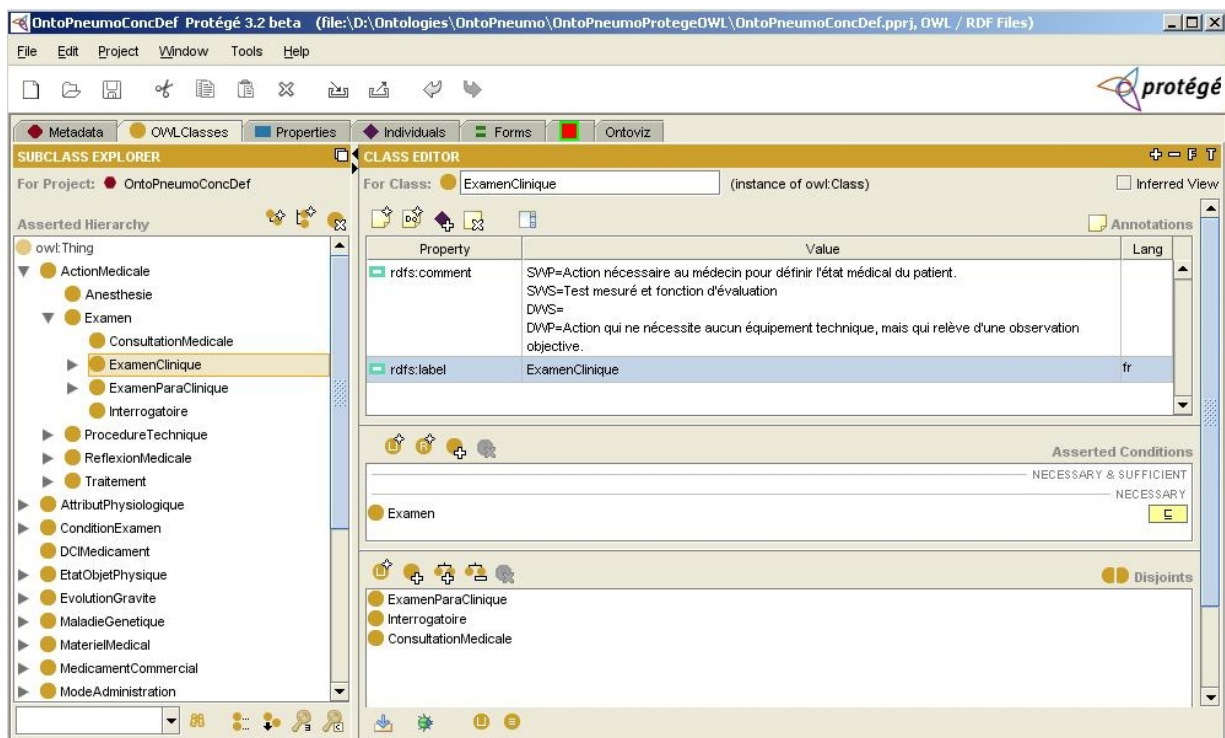 OntoPneumoConcDef Protégé 3.2 beta (file:\D:\Ontologies\OntoPneumo\OntoPneumoProtegeOWL\OntoPneumoConcDef.pprj, OWL / RDF Files)
File Edit Project Window Tools Help
protégé
Metadata OWLClasses Properties Individuals Forms Ontoviz
SUBCLASS EXPLORER
For Project: OntoPneumoConcDef
Asserted Hierarchy
owl:Thing
ActionMedicale
Anesthesie
Examen
ConsultationMedicale
ExamenClinique
ExamenParaClinique
Interrogatoire
ProcedureTechnique
ReflexionMedicale
Traitement
AttributPhysiologique
ConditionExamen
DCIMedicament
EtatObjetPhysique
EvolutionGravite
MaladieGenetique
MaterielMedical
MedicamentCommercial
ModeAdministration
CLASS EDITOR
F T
For Class: ExamenClinique (instance of owl:Class) Inferred View
Annotations
Property Value Lang
rdfs:comment SWP=Action nécessaire au médecin pour définir l'état médical du patient.
SWS=Test mesuré et fonction d'évaluation
DWS=
DWP=Action qui ne nécessite aucun équipement technique, mais qui relève d'une observation
objective.
rdfs:label ExamenClinique fr
Asserted Conditions
NECESSARY & SUFFICIENT
NECESSARY
Examen ⊑
Disjoints
ExamenParaClinique
Interrogatoire
ConsultationMedicale